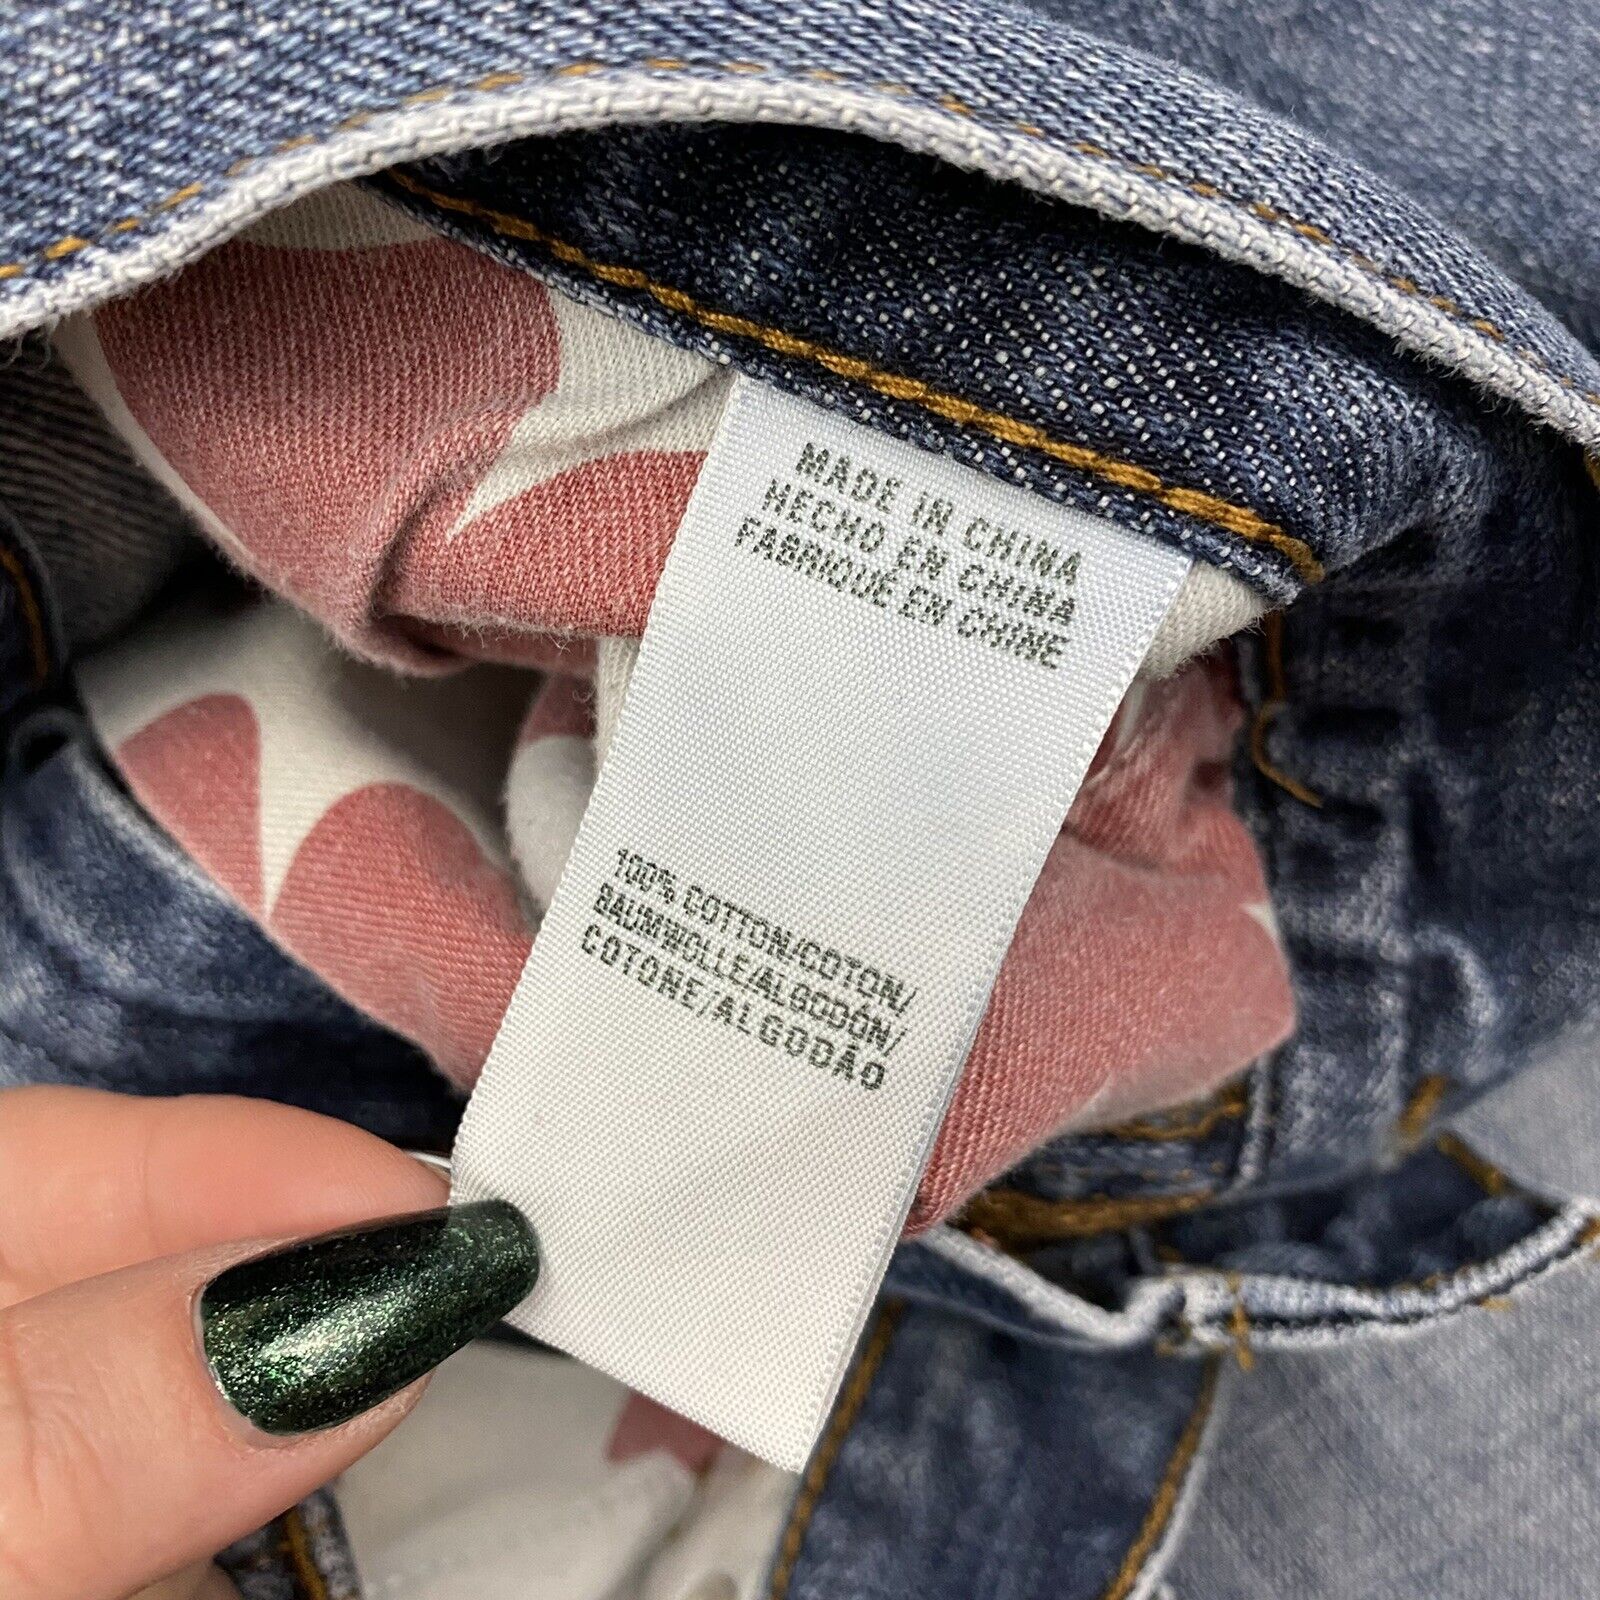 MADE IN CHINA
HECHO EN CHINA
FABRIQUÉ EN CHINE
100% COTTON/COTON/
BAUMWOLLE/ALGODÓN/
COTONE/ALGODÃO